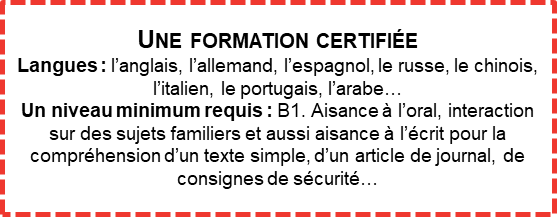 UNE FORMATION CERTIFIÉE
Langues : l’anglais, l’allemand, l’espagnol, le russe, le chinois,
l’italien, le portugais, l’arabe…
Un niveau minimum requis : B1. Aisance à l’oral, interaction
sur des sujets familiers et aussi aisance à l’écrit pour la
compréhension d’un texte simple, d’un article de journal, de
consignes de sécurité…